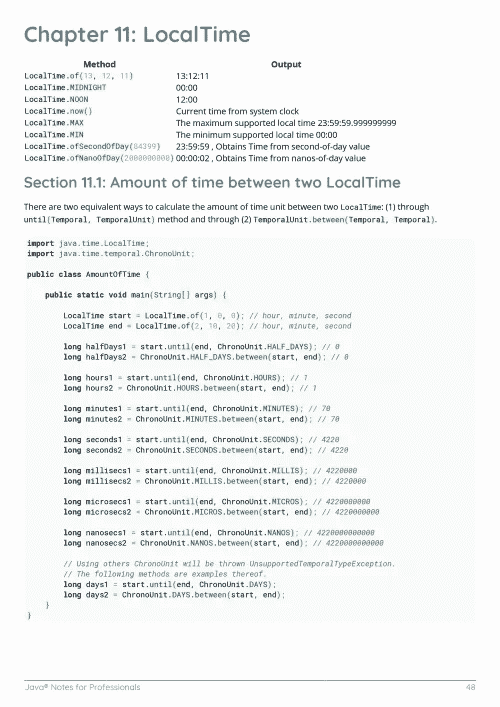 Chapter 11: LocalTime
Method Output
LocalTime.of(13, 12, 11) 13:12:11
LocalTime.MIDNIGHT 00:00
LocalTime.NOON 12:00
LocalTime.now() Current time from system clock
LocalTime.MAX The maximum supported local time 23:59:59.999999999
LocalTime.MIN The minimum supported local time 00:00
LocalTime.ofSecondOfDay(84399) 23:59:59 , Obtains Time from second-of-day value
LocalTime.ofNanoOfDay(2000000000) 00:00:02 , Obtains Time from nanos-of-day value
Section 11.1: Amount of time between two LocalTime
There are two equivalent ways to calculate the amount of time unit between two LocalTime: (1) through
until(Temporal, TemporalUnit) method and through (2) TemporalUnit.between(Temporal, Temporal).
import java.time.LocalTime;
import java.time.temporal.ChronoUnit;
public class AmountOfTime {
public static void main(String[] args) {
LocalTime start = LocalTime.of(1, 0, 0); // hour, minute, second
LocalTime end = LocalTime.of(2, 10, 20); // hour, minute, second
long halfDays1 = start.until(end, ChronoUnit.HALF_DAYS); // 0
long halfDays2 = ChronoUnit.HALF_DAYS.between(start, end); // 0
long hours1 = start.until(end, ChronoUnit.HOURS); // 1
long hours2 = ChronoUnit.HOURS.between(start, end); // 1
long minutes1 = start.until(end, ChronoUnit.MINUTES); // 70
long minutes2 = ChronoUnit.MINUTES.between(start, end); // 70
long seconds1 = start.until(end, ChronoUnit.SECONDS); // 4220
long seconds2 = ChronoUnit.SECONDS.between(start, end); // 4220
long millisecs1 = start.until(end, ChronoUnit.MILLIS); // 4220000
long millisecs2 = ChronoUnit.MILLIS.between(start, end); // 4220000
long microsecs1 = start.until(end, ChronoUnit.MICROS); // 4220000000
long microsecs2 = ChronoUnit.MICROS.between(start, end); // 4220000000
long nanosecs1 = start.until(end, ChronoUnit.NANOS); // 4220000000000
long nanosecs2 = ChronoUnit.NANOS.between(start, end); // 4220000000000
// Using others ChronoUnit will be thrown UnsupportedTemporalTypeException.
// The following methods are examples thereof.
long days1 = start.until(end, ChronoUnit.DAYS);
long days2 = ChronoUnit.DAYS.between(start, end);
}
}
Java® Notes for Professionals 48